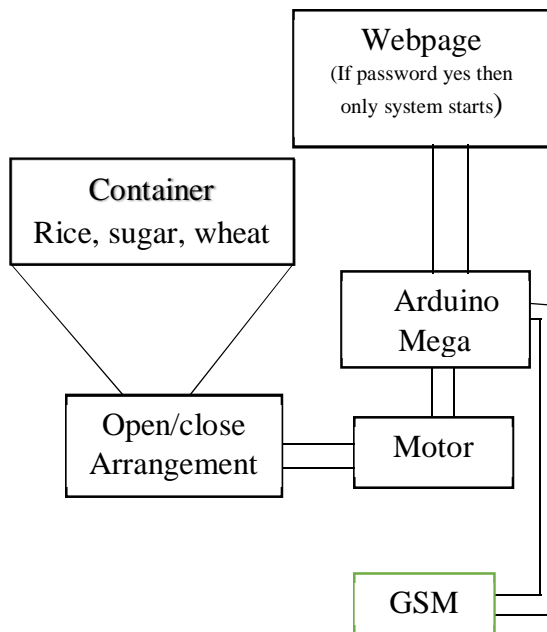 Webpage
(If password yes then
only system starts)
Container
Rice, sugar, wheat
Arduino
Mega
Open/close
Arrangement
Motor
GSM